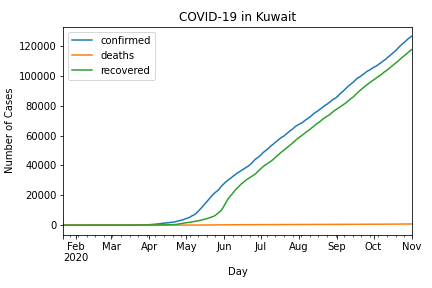 COVID-19 in Kuwait
confirmed
deaths
recovered
120000
100000
80000
60000
40000
20000
0
Number of Cases
Feb Mar Apr May Jun Jul Aug Sep Oct Nov
2020
Day